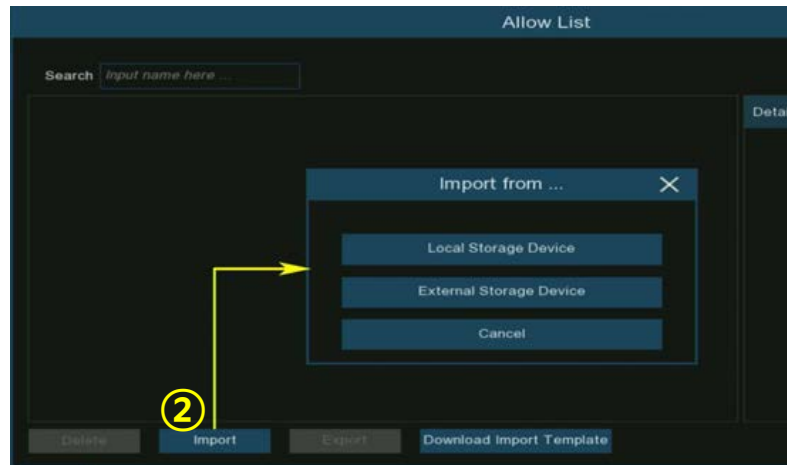 Allow List
Search Input name here ...
Detai
Import from ...
Local Storage Device
External Storage Device
Cancel
②
Delete Import Export Download Import Template